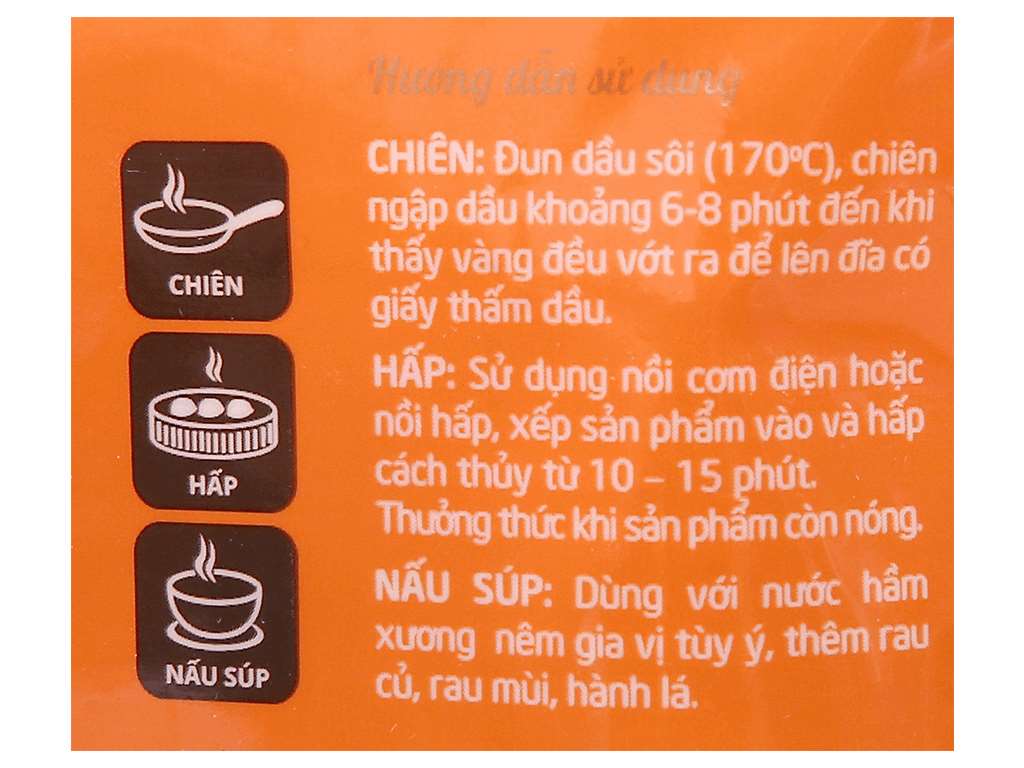 Hướng dẫn sử dụng
CHIÊN: Đun dầu sôi (170ºC), chiên
ngập dầu khoảng 6-8 phút đến khi
thấy vàng đều vớt ra để lên đĩa có
giấy thấm dầu.
CHIÊN
HẤP: Sử dụng nồi cơm điện hoặc
nồi hấp, xếp sản phẩm vào và hấp
cách thủy từ 10 – 15 phút.
Thưởng thức khi sản phẩm còn nóng.
HẤP
NẤU SÚP: Dùng với nước hầm
xương nêm gia vị tùy ý, thêm rau
củ, rau mùi, hành lá.
NẤU SÚP